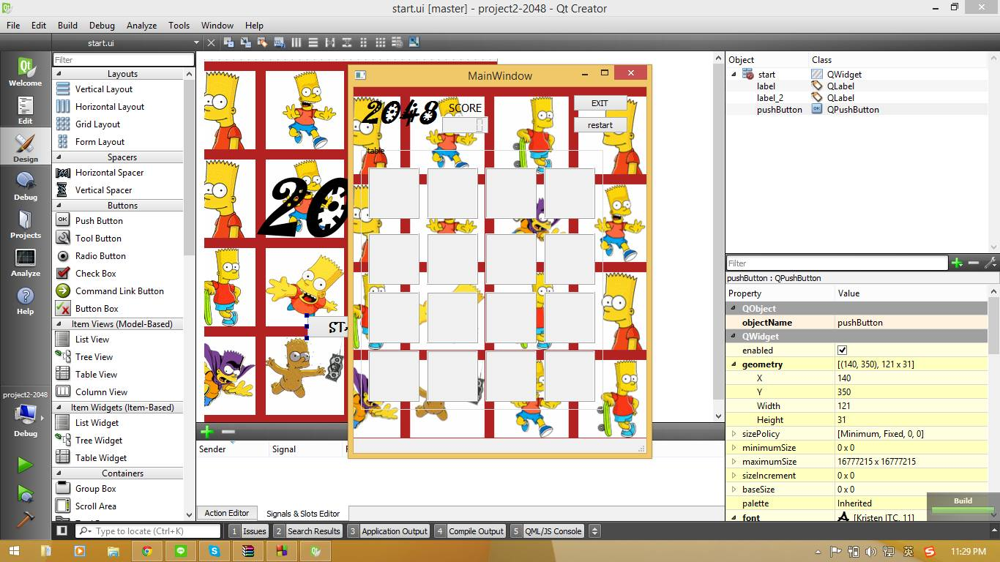 start.ui [master] - project2-2048 - Qt Creator
File Edit Build Debug Analyze Tools Window Help
start.ui
Welcome
Edit
Design
Debug
Projects
Analyze
Help
project2-2048
Debug
Filter
Layouts
Vertical Layout
Horizontal Layout
Grid Layout
Form Layout
Spacers
Horizontal Spacer
Vertical Spacer
Buttons
OK Push Button
Tool Button
Radio Button
Check Box
Command Link Button
Button Box
Item Views (Model-Based)
List View
Tree View
Table View
Column View
Item Widgets (Item-Based)
List Widget
Tree Widget
Table Widget
Containers
Group Box
Scroll Area
20
MainWindow
2048 SCORE EXIT
restart
table
Sender Signal
Action Editor Signals & Slots Editor
Object Class
start QWidget
label QLabel
label_2 QLabel
pushButton OK QPushButton
Filter
pushButton : QPushButton
Property Value
QObject
objectName pushButton
QWidget
enabled
geometry [(140, 350), 121 x 31]
X 140
Y 350
Width 121
Height 31
sizePolicy [Minimum, Fixed, 0, 0]
minimumSize 0 x 0
maximumSize 16777215 x 16777215
sizeIncrement 0 x 0
baseSize 0 x 0
palette Inherited
font A [Kristen ITC, 11]
Build
Type to locate (Ctrl+K) 1 Issues 2 Search Results 3 Application Output 4 Compile Output 5 QML/JS Console
英 11:29 PM